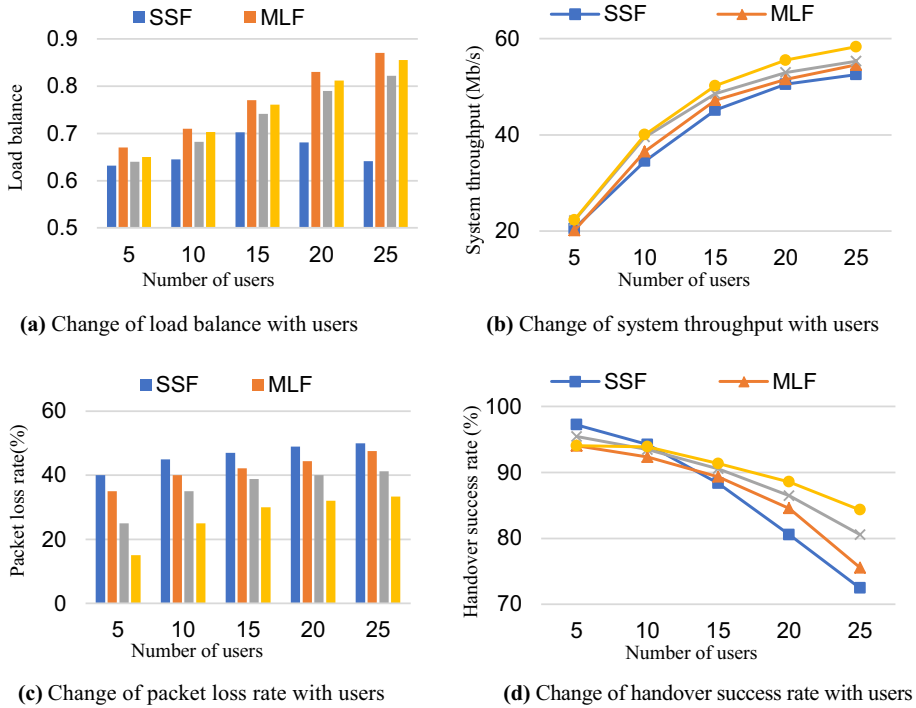 SSF MLF
0.9
0.8
0.7
0.6
0.5
Load balance
5 10 15 20 25
Number of users
(a) Change of load balance with users
SSF MLF
60
40
20
System throughput (Mb/s)
5 10 15 20 25
Number of users
(b) Change of system throughput with users
SSF MLF
60
40
20
0
Packet loss rate(%)
5 10 15 20 25
Number of users
(c) Change of packet loss rate with users
SSF MLF
100
90
80
70
Handover success rate (%)
5 10 15 20 25
Number of users
(d) Change of handover success rate with users